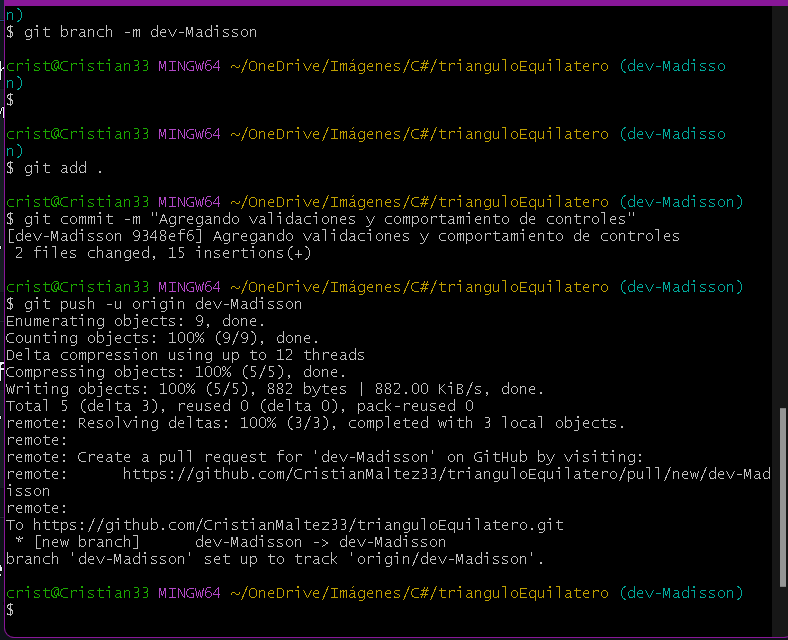 n)
$ git branch -m dev-Madisson
crist@Cristian33 MINGW64 ~/OneDrive/Imágenes/C#/trianguloEquilatero (dev-Madisso
n)
$
crist@Cristian33 MINGW64 ~/OneDrive/Imágenes/C#/trianguloEquilatero (dev-Madisso
n)
$ git add .
crist@Cristian33 MINGW64 ~/OneDrive/Imágenes/C#/trianguloEquilatero (dev-Madisson)
$ git commit -m "Agregando validaciones y comportamiento de controles"
[dev-Madisson 9348ef6] Agregando validaciones y comportamiento de controles
 2 files changed, 15 insertions(+)
crist@Cristian33 MINGW64 ~/OneDrive/Imágenes/C#/trianguloEquilatero (dev-Madisson)
$ git push -u origin dev-Madisson
Enumerating objects: 9, done.
Counting objects: 100% (9/9), done.
Delta compression using up to 12 threads
Compressing objects: 100% (5/5), done.
Writing objects: 100% (5/5), 882 bytes | 882.00 KiB/s, done.
Total 5 (delta 3), reused 0 (delta 0), pack-reused 0
remote: Resolving deltas: 100% (3/3), completed with 3 local objects.
remote:
remote: Create a pull request for 'dev-Madisson' on GitHub by visiting:
remote:      https://github.com/CristianMaltez33/trianguloEquilatero/pull/new/dev-Mad
isson
remote:
To https://github.com/CristianMaltez33/trianguloEquilatero.git
 * [new branch]      dev-Madisson -> dev-Madisson
branch 'dev-Madisson' set up to track 'origin/dev-Madisson'.
crist@Cristian33 MINGW64 ~/OneDrive/Imágenes/C#/trianguloEquilatero (dev-Madisson)
$